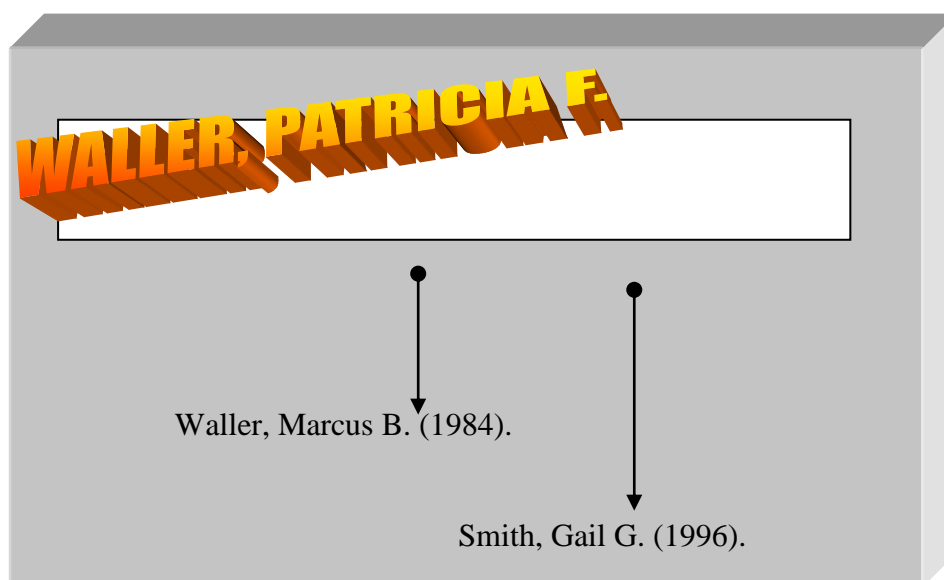 WALLER, PATRICIA F.
Waller, Marcus B. (1984).
Smith, Gail G. (1996).